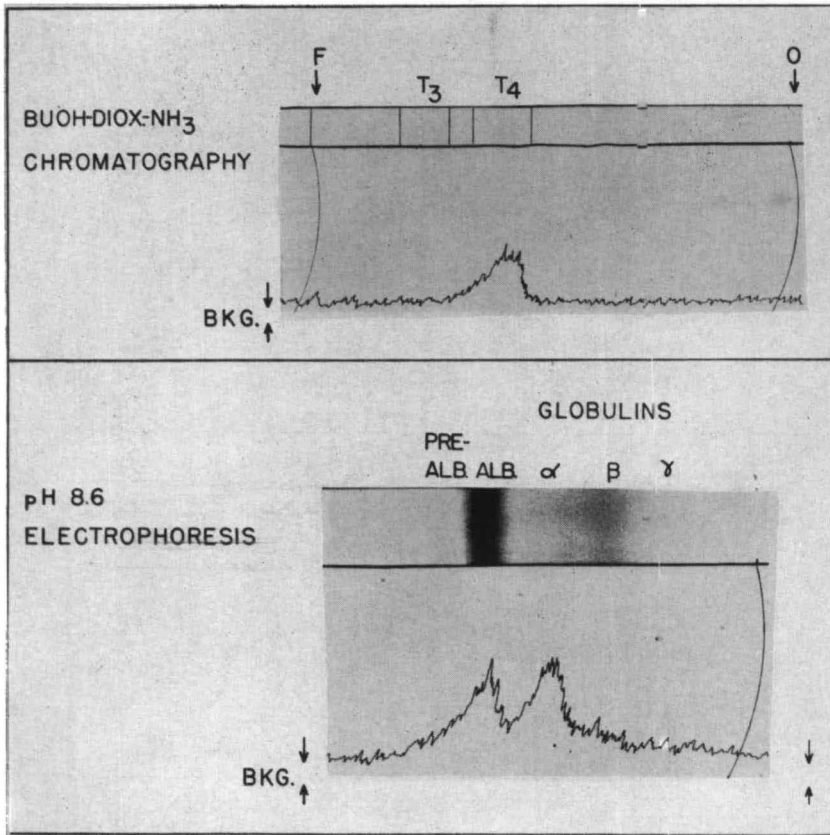 F O
T3 T4
BUOH-DIOX-NH3
CHROMATOGRAPHY
BKG.
GLOBULINS
PRE-
ALB. ALB. α β γ
pH 8.6
ELECTROPHORESIS
BKG.